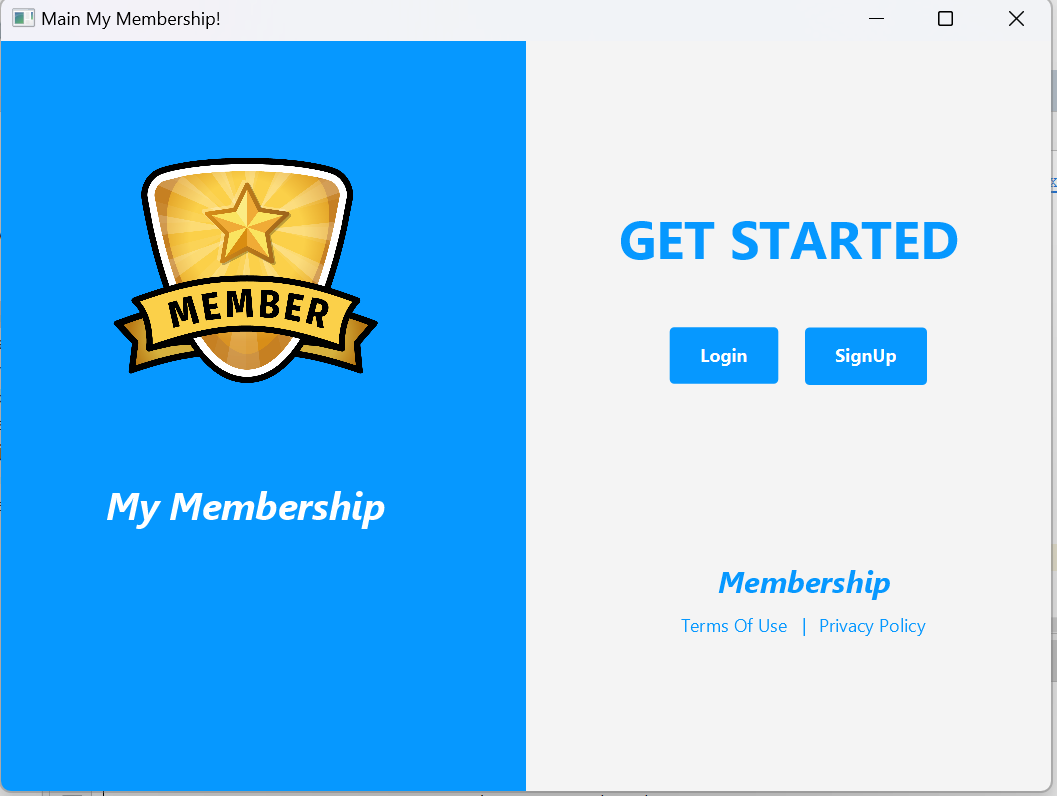 Main My Membership!
MEMBER
My Membership
GET STARTED
Login
SignUp
Membership
Terms Of Use | Privacy Policy